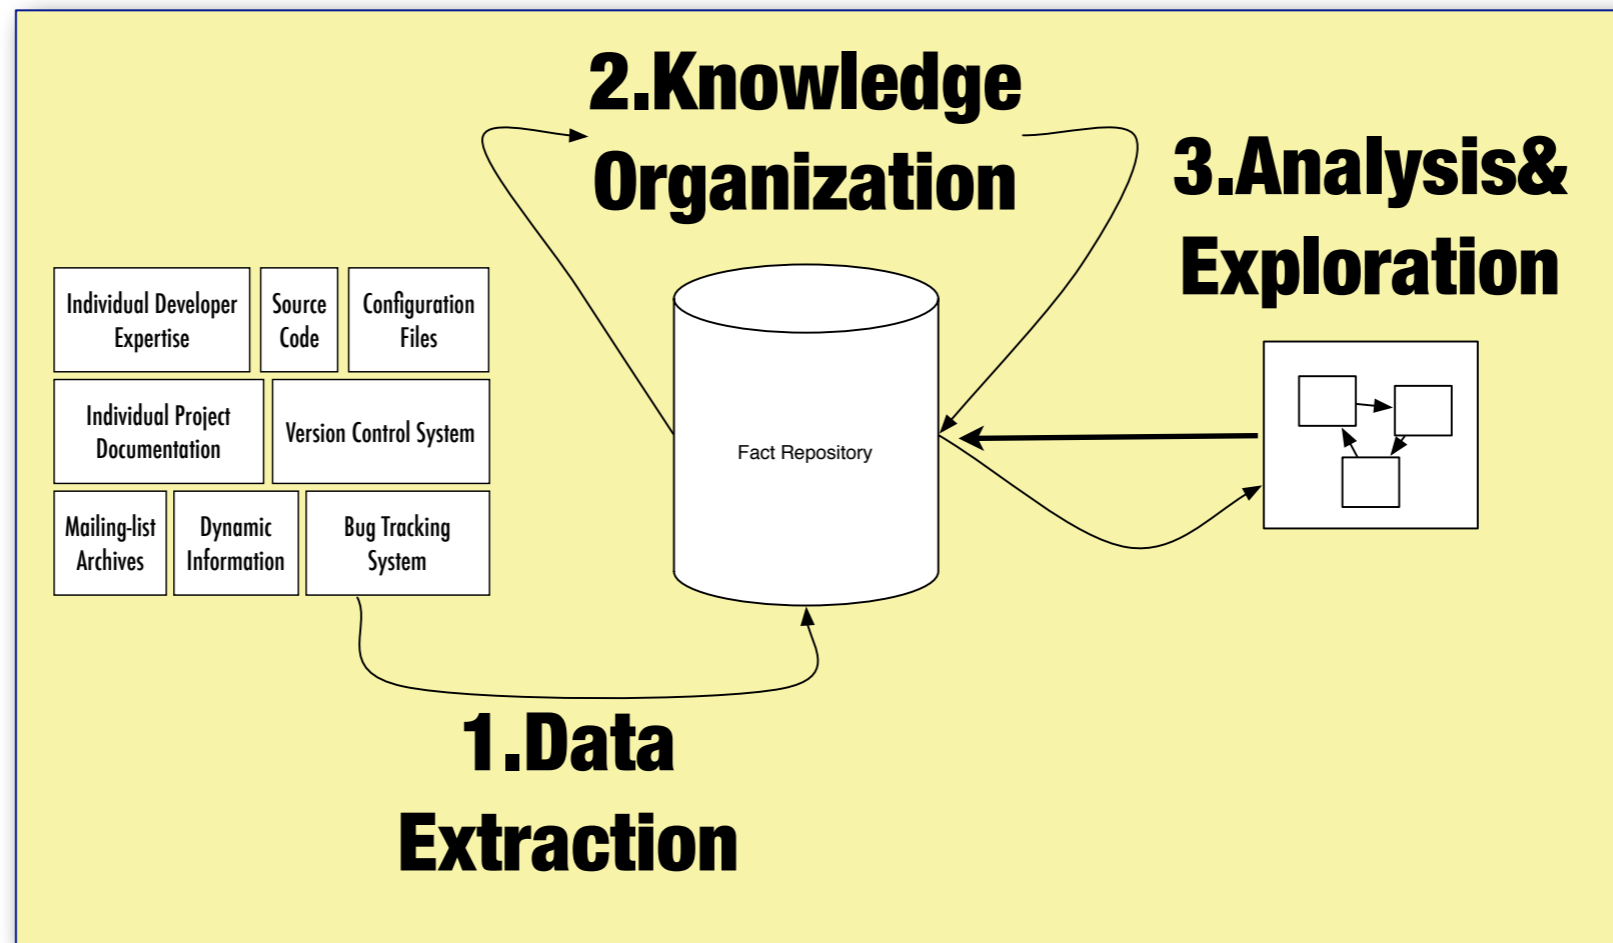 2.Knowledge
Organization
3.Analysis&
Exploration
Individual Developer
Expertise
Source
Code
Configuration
Files
Individual Project
Documentation
Version Control System
Mailing-list
Archives
Dynamic
Information
Bug Tracking
System
Fact Repository
1.Data
Extraction